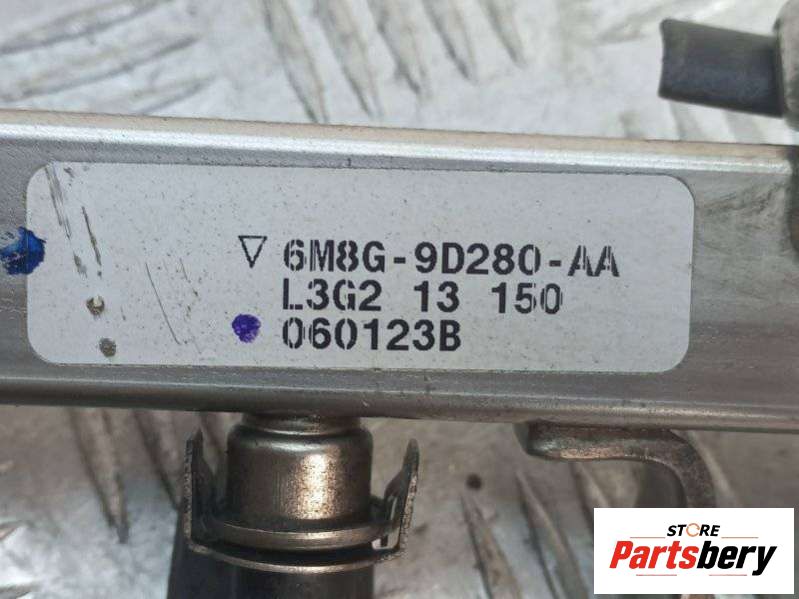 6M8G-9D280-AA
L3G2 13 150
060123B
STORE
Partsbery